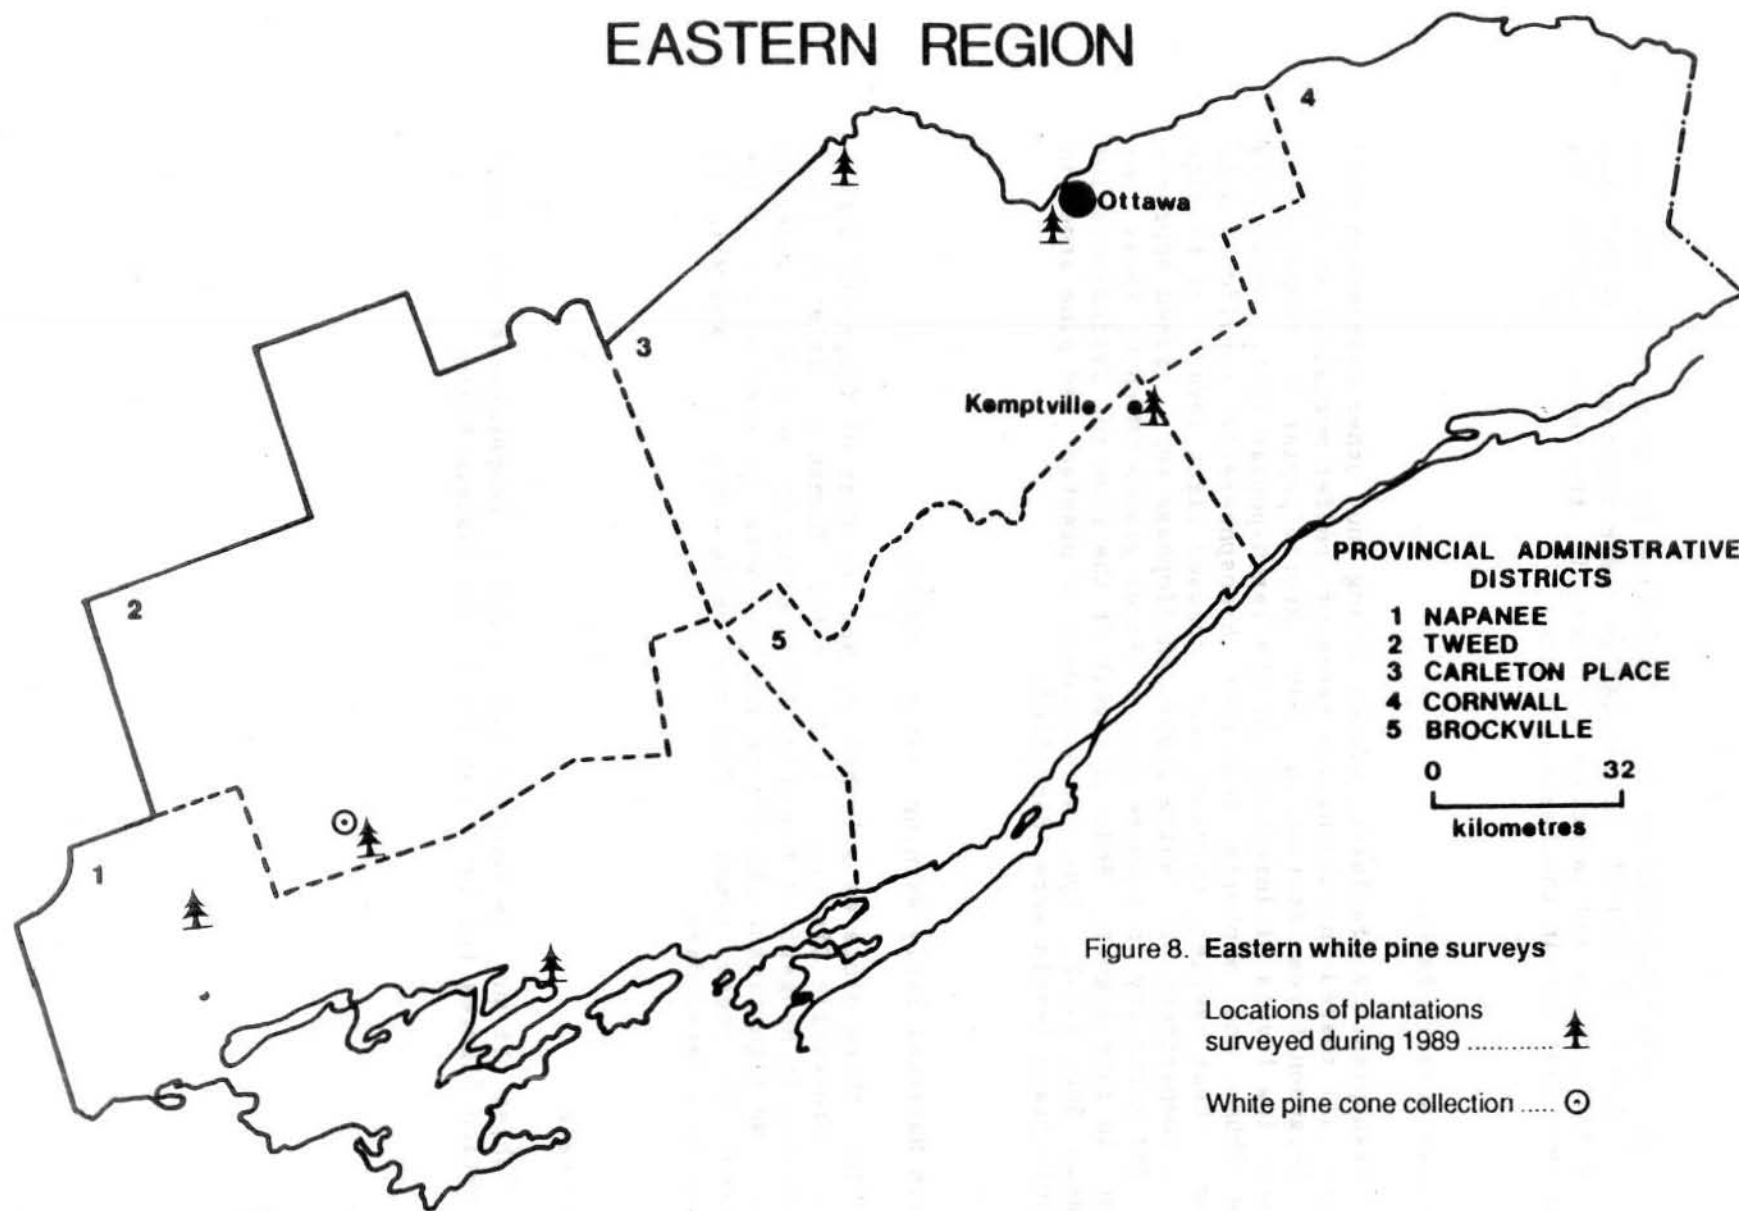 EASTERN REGION
4
Ottawa
3
Kemptville
2
5
1
PROVINCIAL ADMINISTRATIVE
DISTRICTS
1 NAPANEE
2 TWEED
3 CARLETON PLACE
4 CORNWALL
5 BROCKVILLE
0 32
kilometres
Figure 8. Eastern white pine surveys
Locations of plantations
surveyed during 1989 ............
White pine cone collection .....